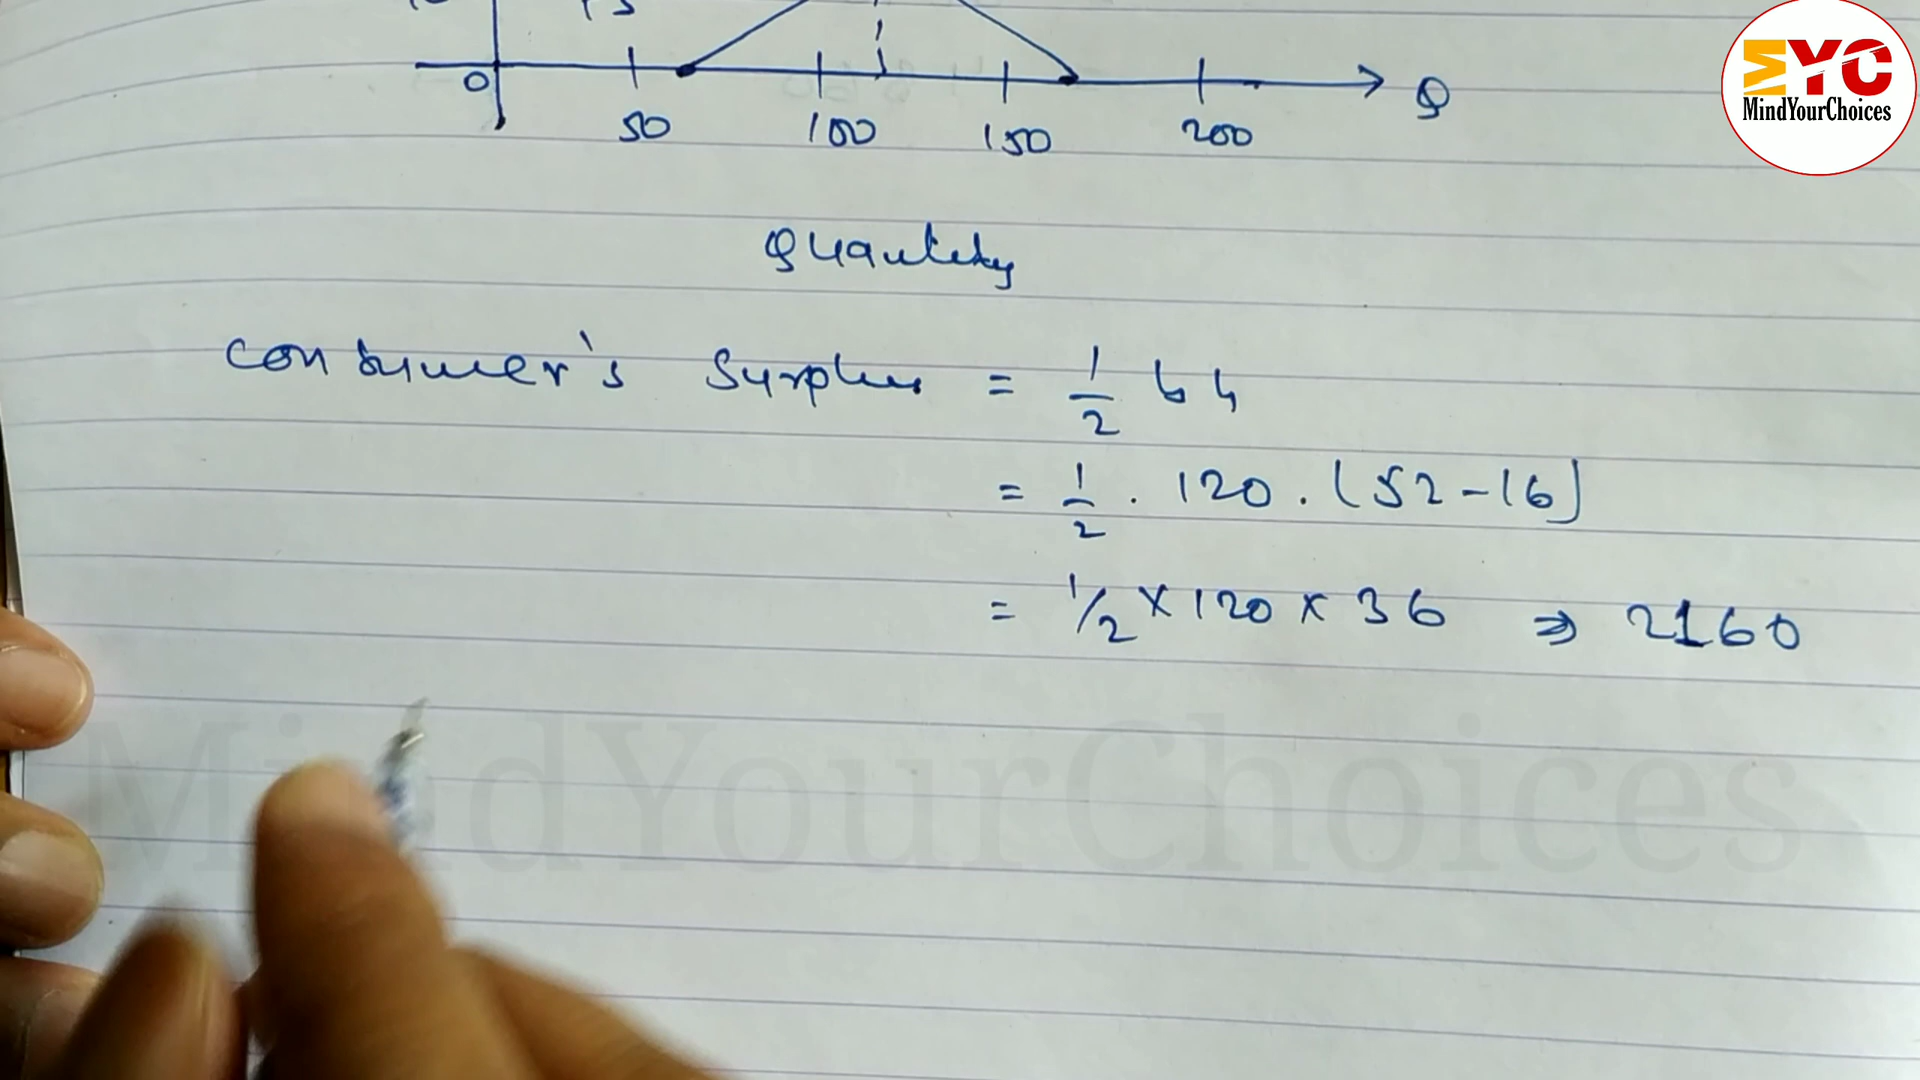 MYC
MindYourChoices
0
50 100 150 200
Q
Quantity
Consumer's Surplus = 1/2 b h
= 1/2 . 120 . (52-16)
= 1/2 × 120 × 36 ⇒ 2160
MindYourChoices